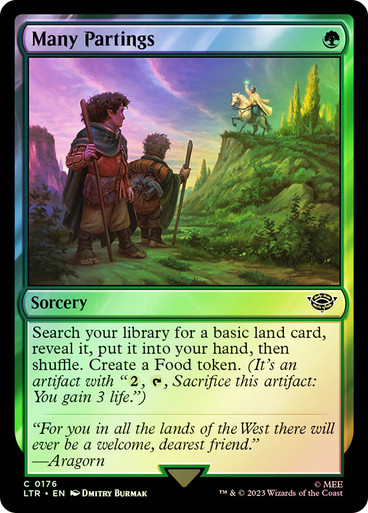 Many Partings
Sorcery
Search your library for a basic land card,
reveal it, put it into your hand, then
shuffle. Create a Food token. (It's an
artifact with “2, T, Sacrifice this artifact:
You gain 3 life.”)
“For you in all the lands of the West there will
ever be a welcome, dearest friend.”
—Aragorn
C 0176
LTR • EN Dmitry Burmak
© MEE
™ & © 2023 Wizards of the Coast